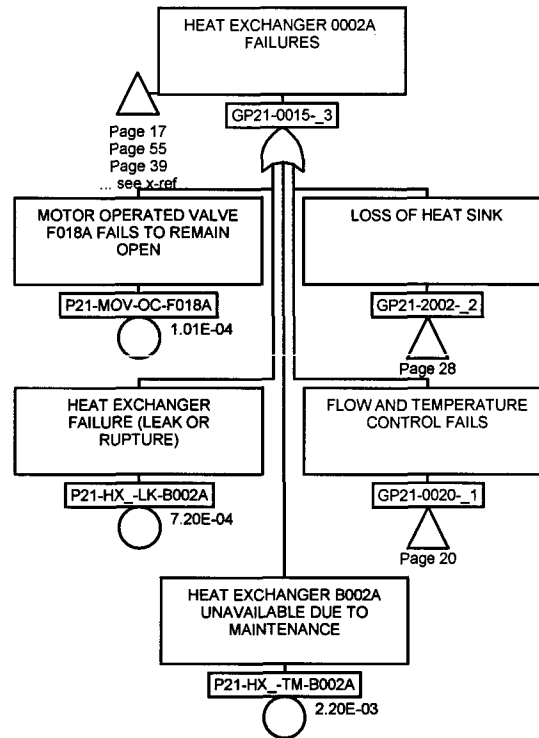 HEAT EXCHANGER 0002A
FAILURES
GP21-0015-_3
Page 17
Page 55
Page 39
... see x-ref
MOTOR OPERATED VALVE
F018A FAILS TO REMAIN
OPEN
P21-MOV-OC-F018A
1.01E-04
LOSS OF HEAT SINK
GP21-2002-_2
Page 28
HEAT EXCHANGER
FAILURE (LEAK OR
RUPTURE)
P21-HX_-LK-B002A
7.20E-04
FLOW AND TEMPERATURE
CONTROL FAILS
GP21-0020-_1
Page 20
HEAT EXCHANGER B002A
UNAVAILABLE DUE TO
MAINTENANCE
P21-HX_-TM-B002A
2.20E-03